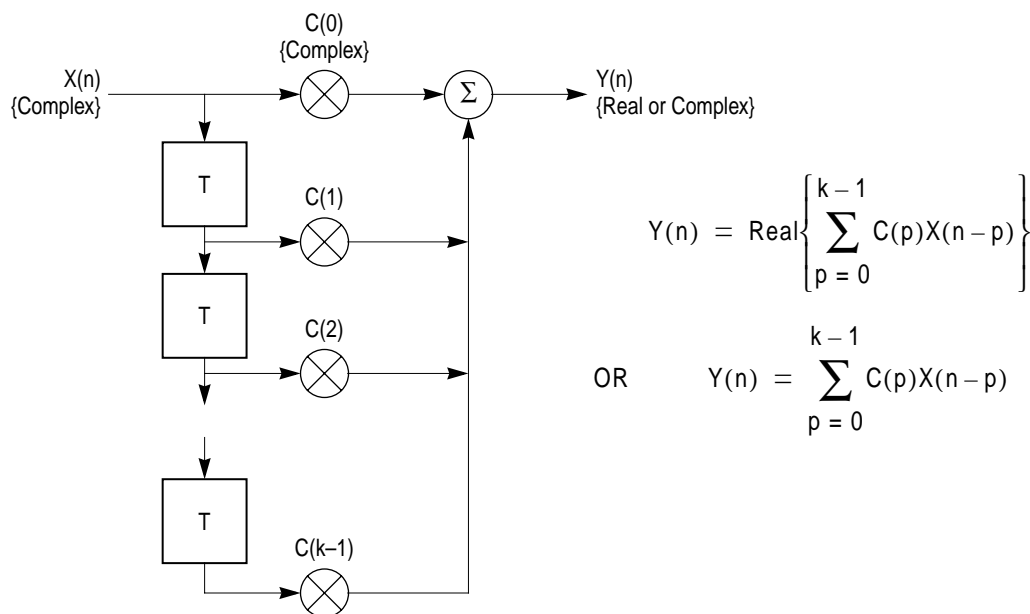 C(0)
{Complex}
X(n)
{Complex}
Σ
Y(n)
{Real or Complex}
T
C(1)
T
C(2)
T
C(k–1)
Y(n) = Real{ ∑ C(p)X(n – p) }
k – 1
p = 0
OR Y(n) = ∑ C(p)X(n – p)
k – 1
p = 0